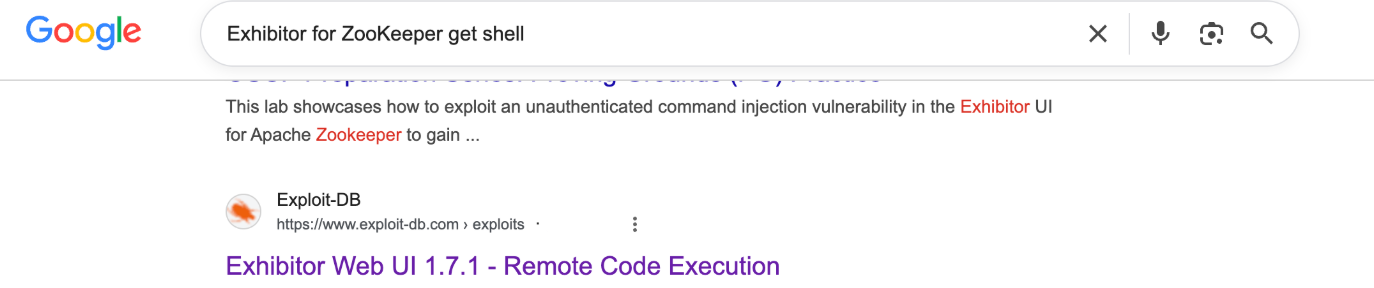 Google
Exhibitor for ZooKeeper get shell
This lab showcases how to exploit an unauthenticated command injection vulnerability in the Exhibitor UI
for Apache Zookeeper to gain ...
Exploit-DB
https://www.exploit-db.com › exploits ·
Exhibitor Web UI 1.7.1 - Remote Code Execution